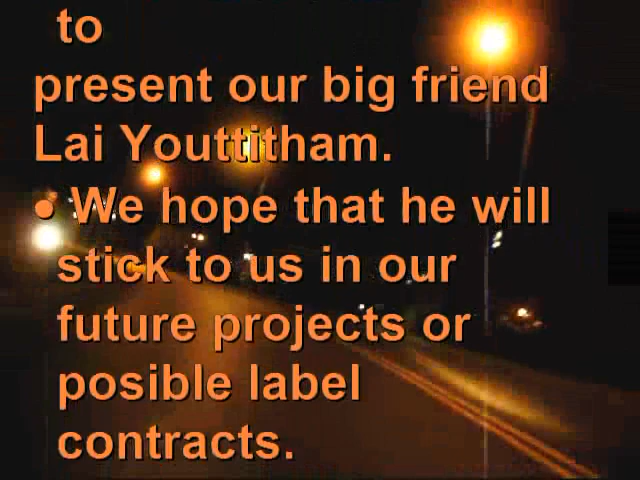 to
present our big friend
Lai Youttitham.
• We hope that he will
stick to us in our
future projects or
posible label
contracts.